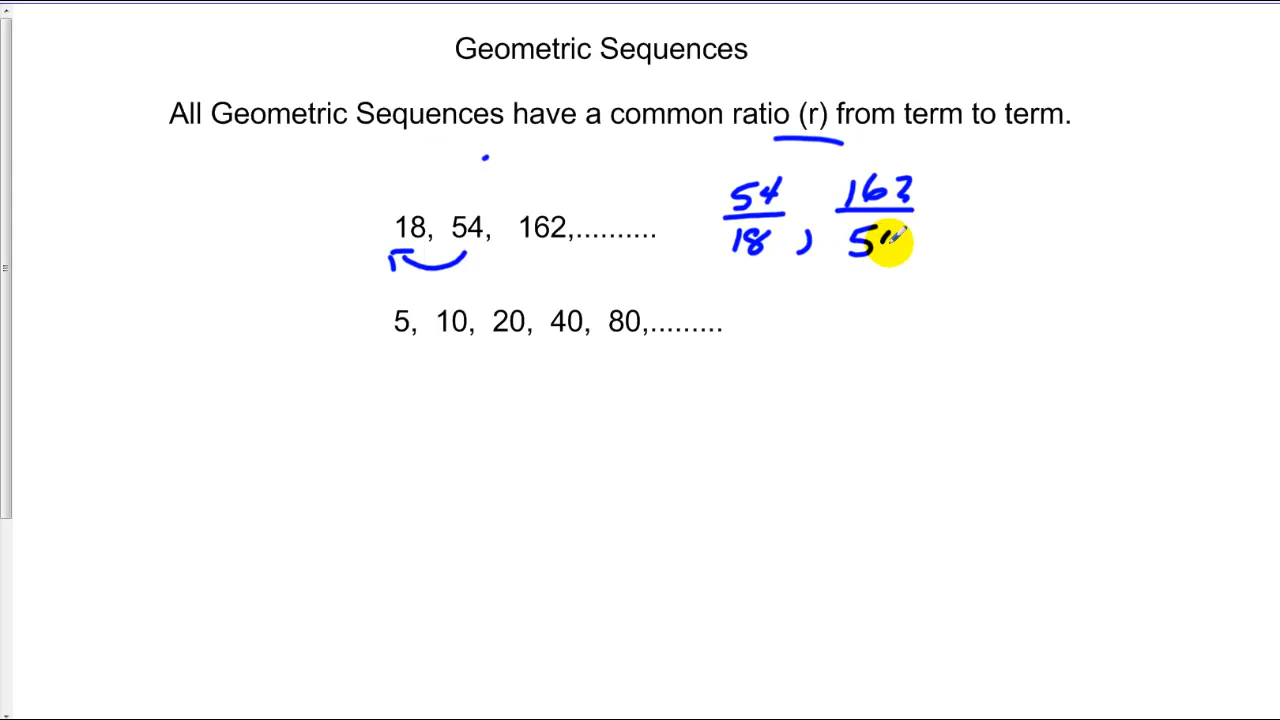 Geometric Sequences
All Geometric Sequences have a common ratio (r) from term to term.
54 162
18, 54, 162,..........
18 ,
5, 10, 20, 40, 80,.........